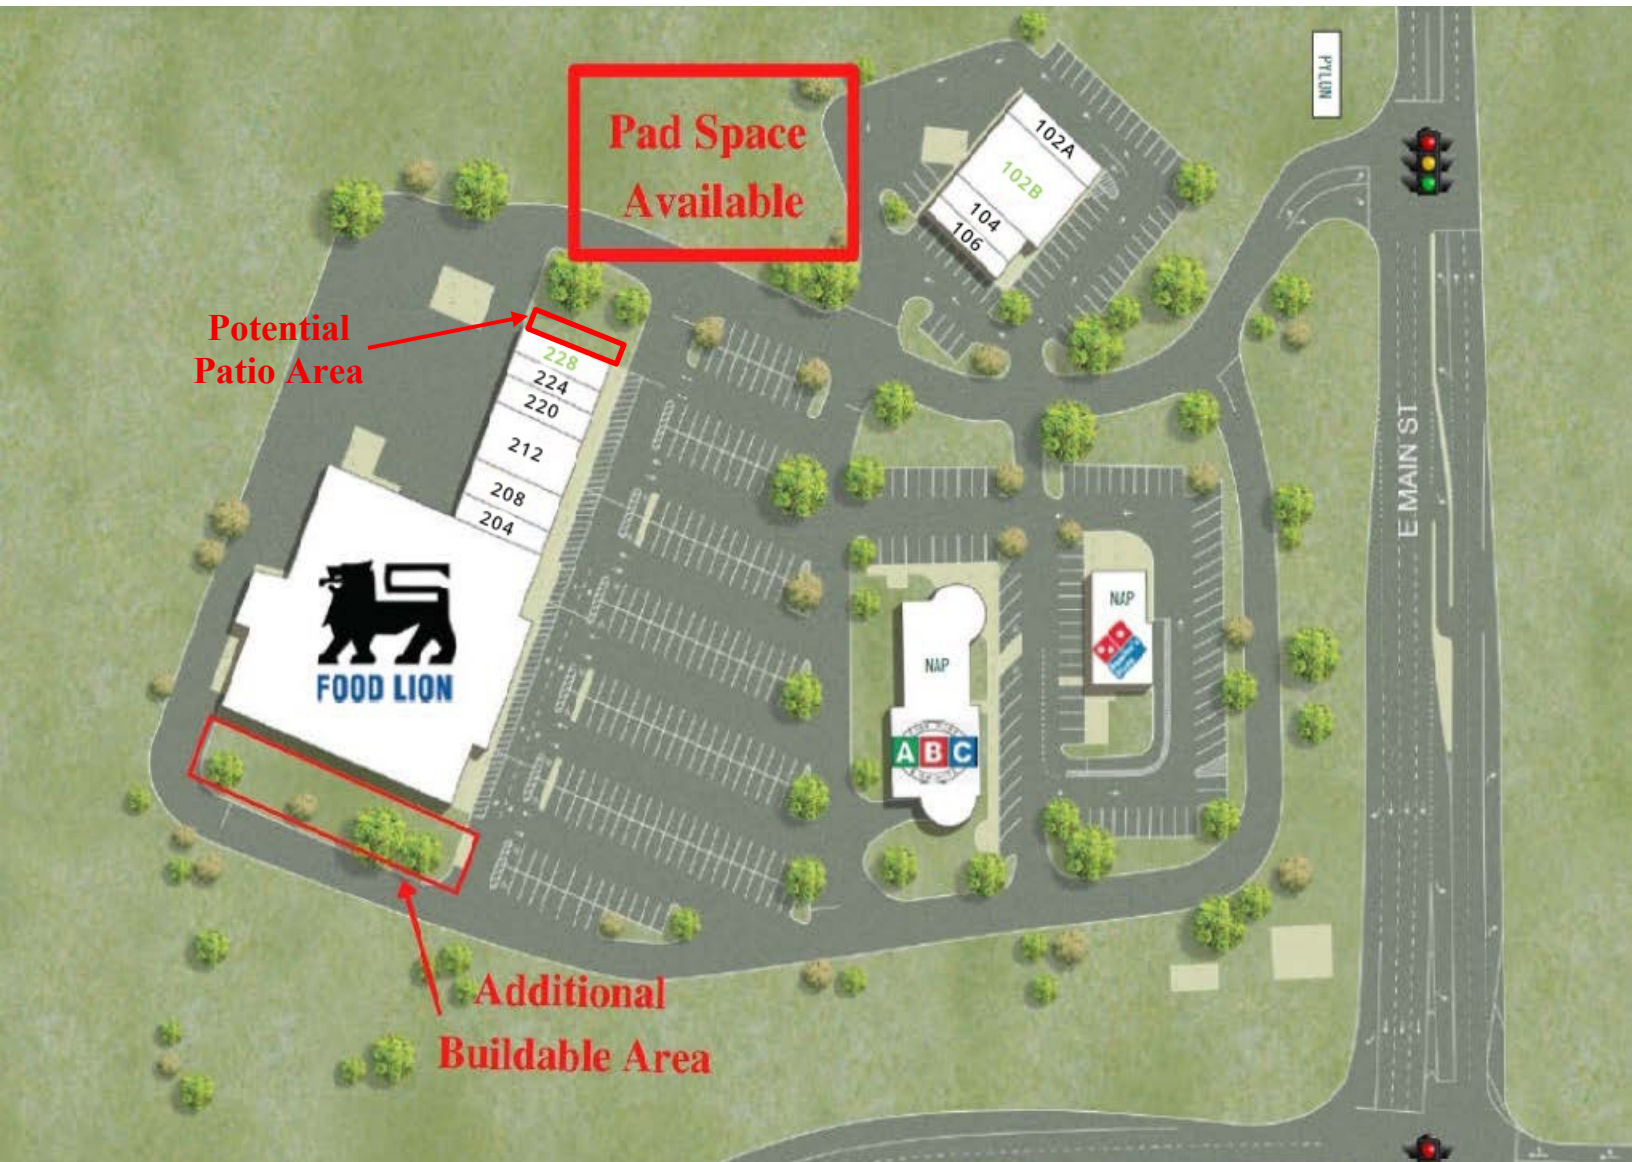 Pad Space
Available
PYLON
102A
102B
104
106
Potential
Patio Area
228
224
220
212
208
204
E MAIN ST
NAP
NAP
FOOD LION
ABC
Additional
Buildable Area